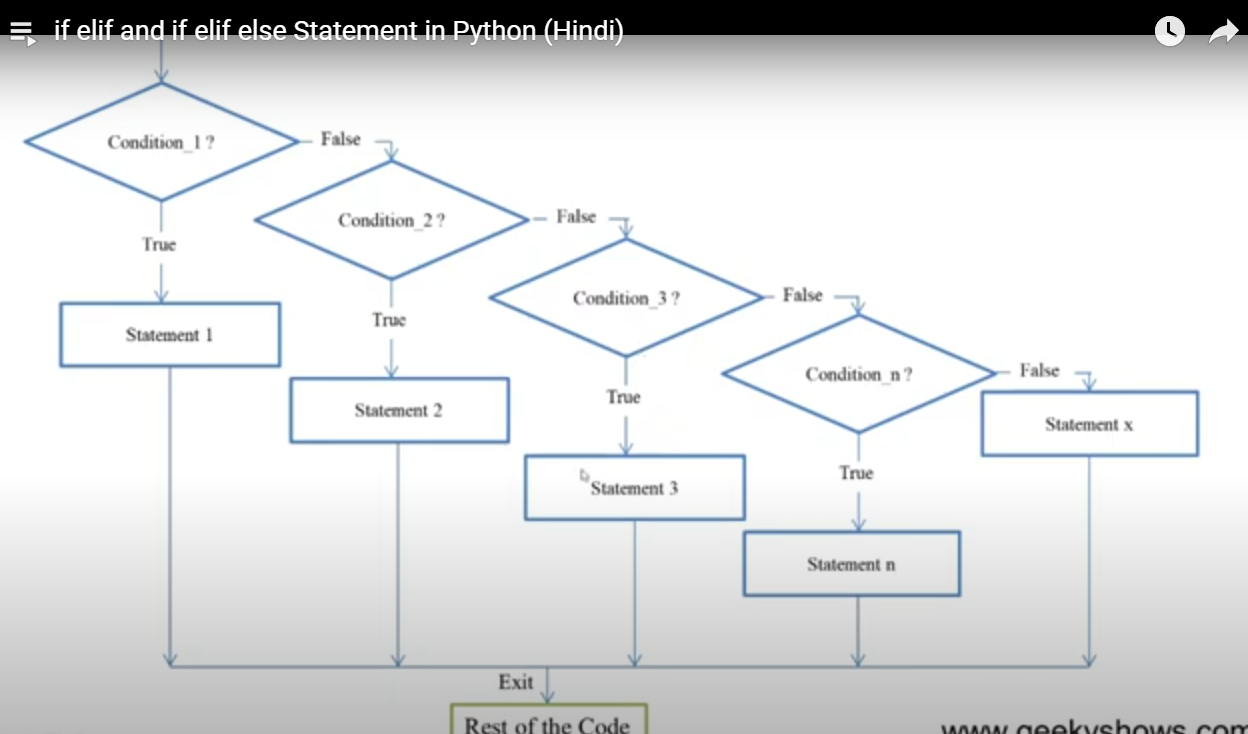 if elif and if elif else Statement in Python (Hindi)
Condition_1 ?
False
Condition_2 ?
False
True
Condition_3 ?
False
Statement 1
True
Condition_n ?
False
Statement 2
True
Statement x
Statement 3
True
Statement n
Exit
Rest of the Code
www.geekyshows.com